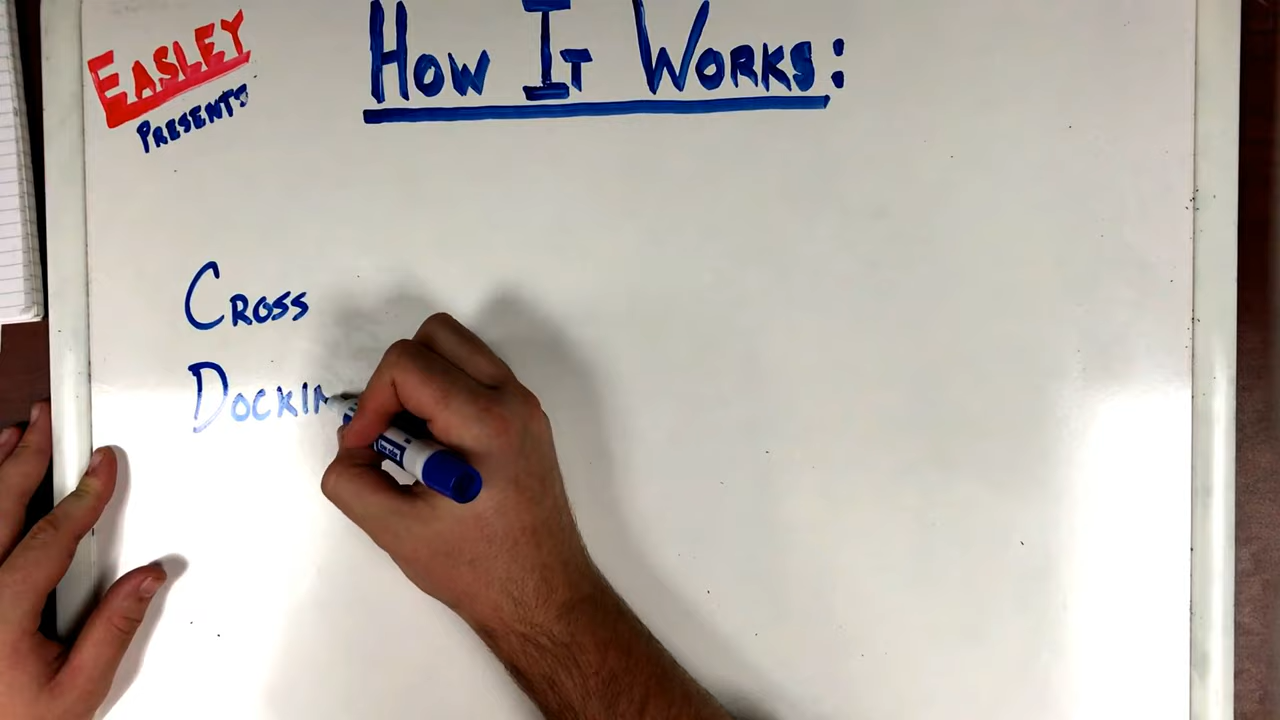 EASLEY
PRESENTS
HOW IT WORKS:
CROSS
DOCKIN